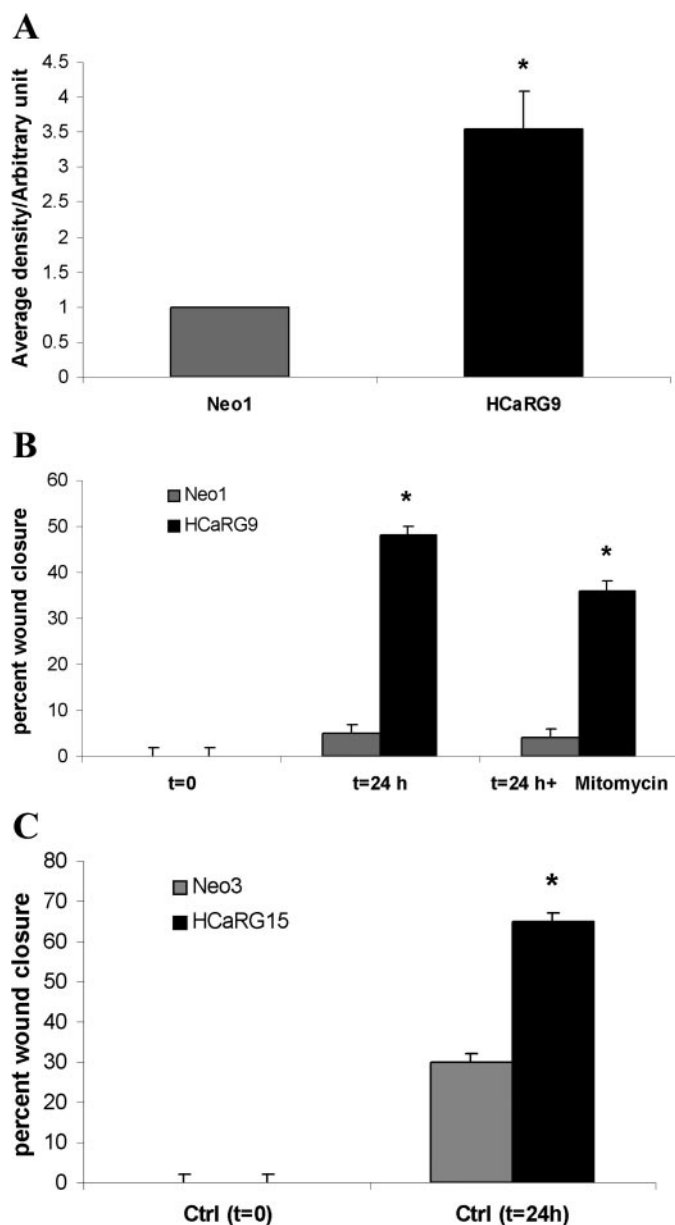 A
Average density/Arbitrary unit
4.5
4
3.5
3
2.5
2
1.5
1
0.5
0
*
Neo1
HCaRG9
B
percent wound closure
60
50
40
30
20
10
0
Neo1
HCaRG9
*
*
t=0
t=24 h
t=24 h+ Mitomycin
C
percent wound closure
80
70
60
50
40
30
20
10
0
Neo3
HCaRG15
*
Ctrl (t=0)
Ctrl (t=24h)